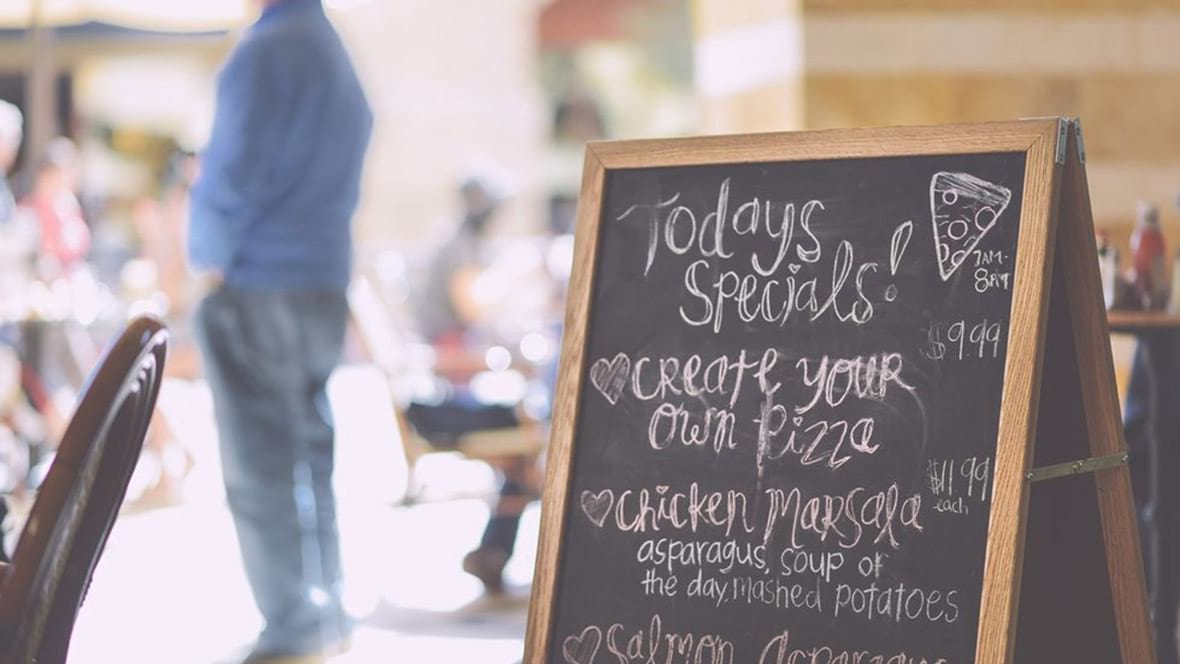 Todays
Specials!
7AM-
8PM
$9.99
create your
own Pizza
$11.99
each
chicken Marsala
asparagus, soup of
the day, mashed potatoes
Salmon Asparagus